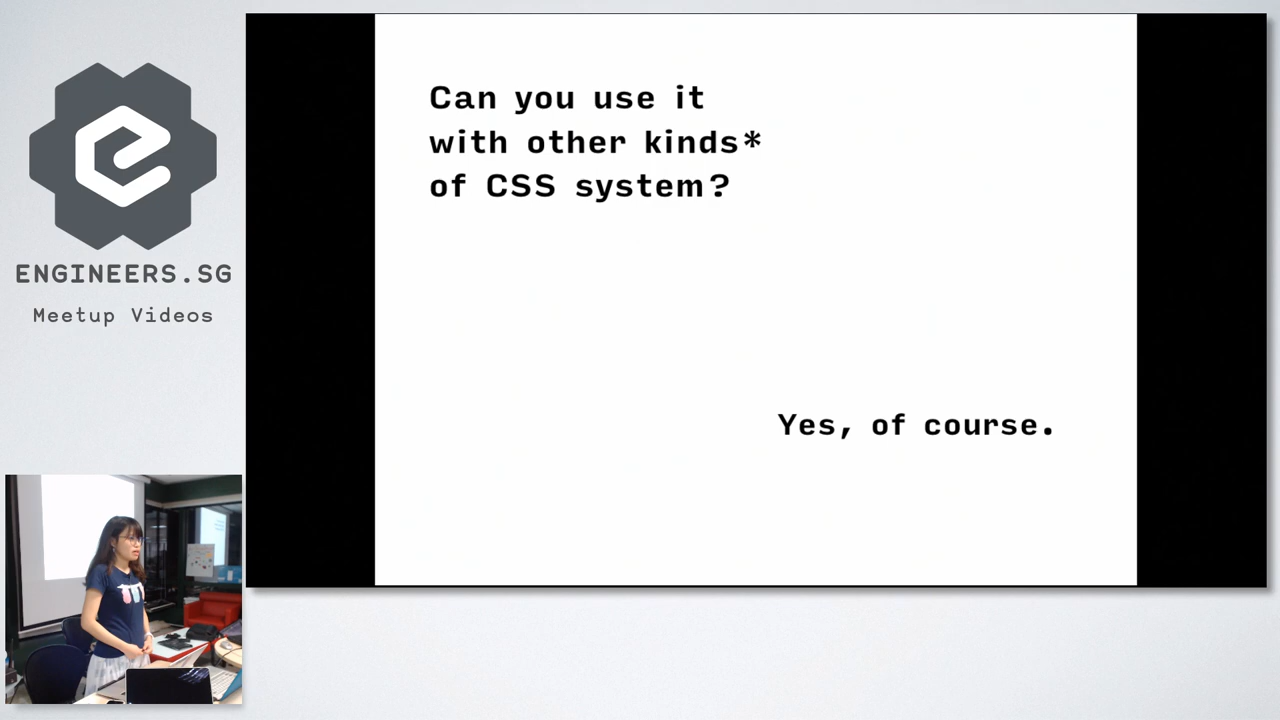 ENGINEERS.SG
Meetup Videos
Can you use it
with other kinds*
of CSS system?
Yes, of course.